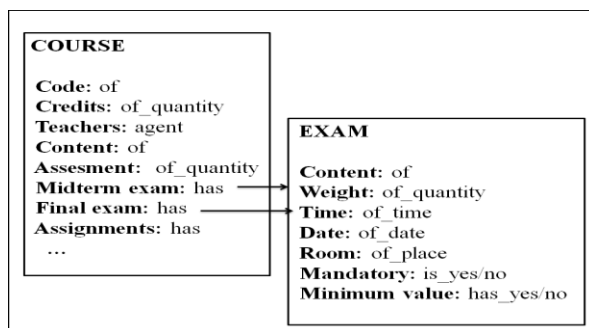 COURSE
Code: of
Credits: of_quantity
Teachers: agent
Content: of
Assesment: of_quantity
Midterm exam: has
Final exam: has
Assignments: has
...
EXAM
Content: of
Weight: of_quantity
Time: of_time
Date: of_date
Room: of_place
Mandatory: is_yes/no
Minimum value: has_yes/no